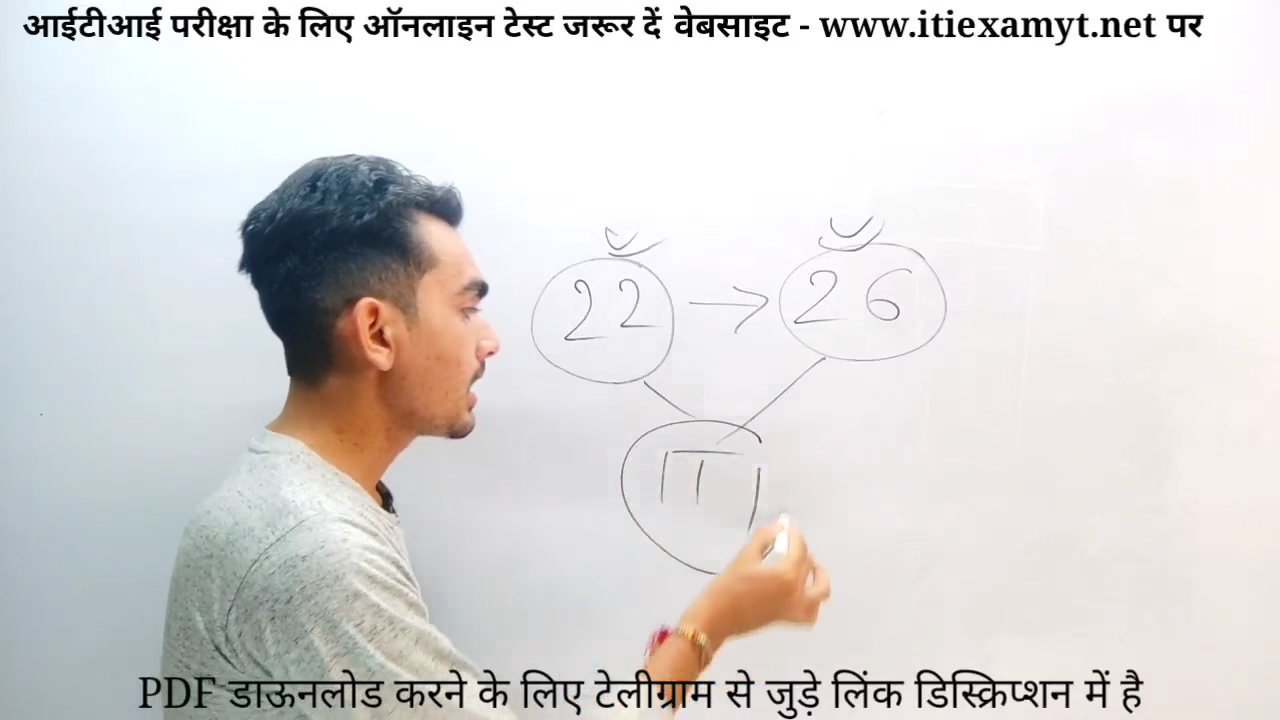 आईटीआई परीक्षा के लिए ऑनलाइन टेस्ट जरूर दें वेबसाइट - www.itiexamyt.net पर
22 → 26
ITI
PDF डाऊनलोड करने के लिए टेलीग्राम से जुड़े लिंक डिस्क्रिप्शन में है